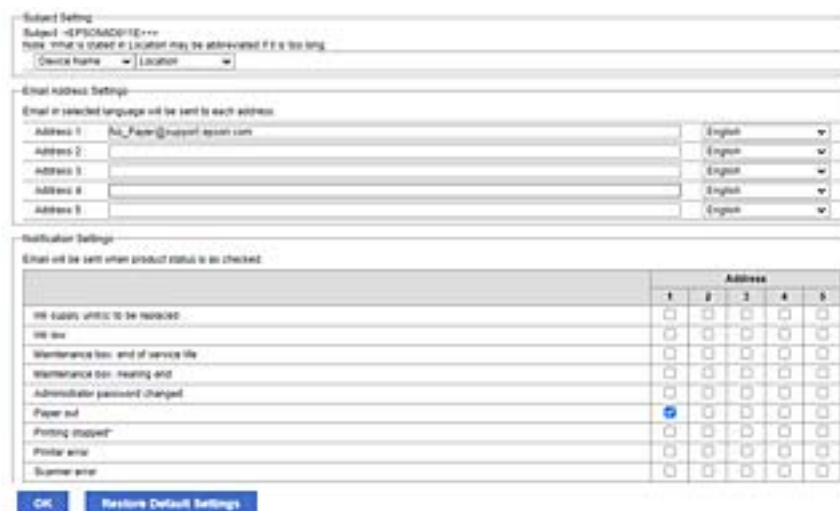 Subject Setting
Subject :
Note: What is stated in Location may be abbreviated if it is too long.
Device Name Location
Email Address Settings
Email in selected language will be sent to each address.
Address 1 English
Address 2 English
Address 3 English
Address 4 English
Address 5 English
Notification Settings
Email will be sent when product status is as checked.
Address
1 2 3 4 5
Ink supply unit(s) to be replaced
Ink low
Maintenance box: end of service life
Maintenance box: nearing end
Administrator password changed
Paper out
Printing stopped*
Printer error
Scanner error
OK Restore Default Settings